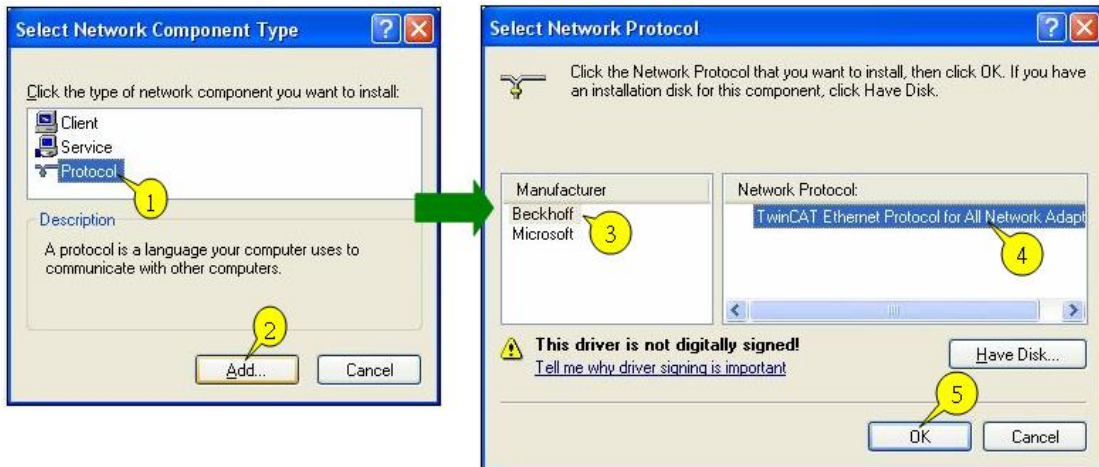 Select Network Component Type
Click the type of network component you want to install:
Client
Service
Protocol
1
Description
A protocol is a language your computer uses to
communicate with other computers.
2
Add...
Cancel
Select Network Protocol
Click the Network Protocol that you want to install, then click OK. If you have
an installation disk for this component, click Have Disk.
Manufacturer
Beckhoff
Microsoft
3
Network Protocol:
TwinCAT Ethernet Protocol for All Network Adapt
4
This driver is not digitally signed!
Tell me why driver signing is important
Have Disk...
5
OK
Cancel